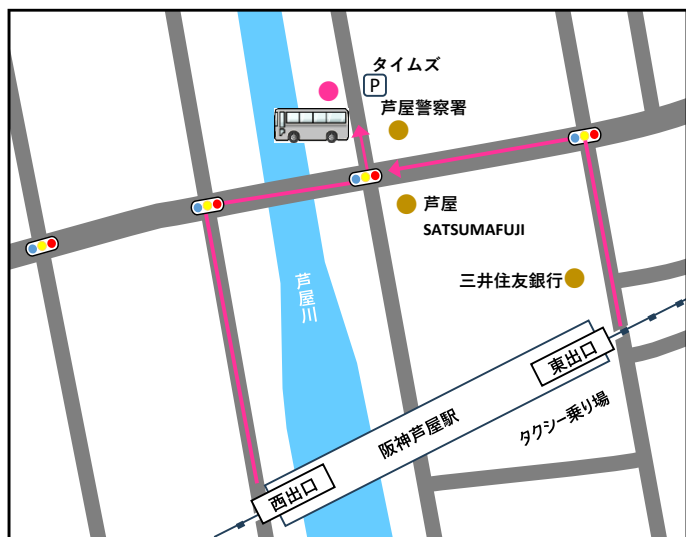 タイムズ
P
芦屋警察署
芦屋
SATSUMAFUJI
芦屋川
三井住友銀行
東出口
阪神芦屋駅
タクシー乗り場
西出口